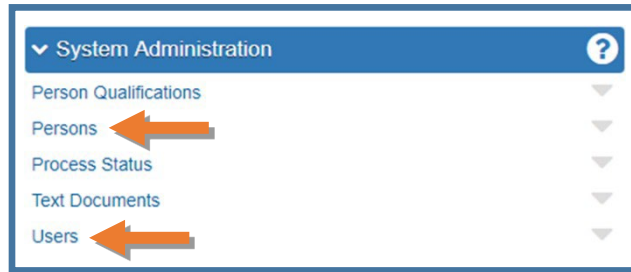 System Administration
?
Person Qualifications
Persons
Process Status
Text Documents
Users